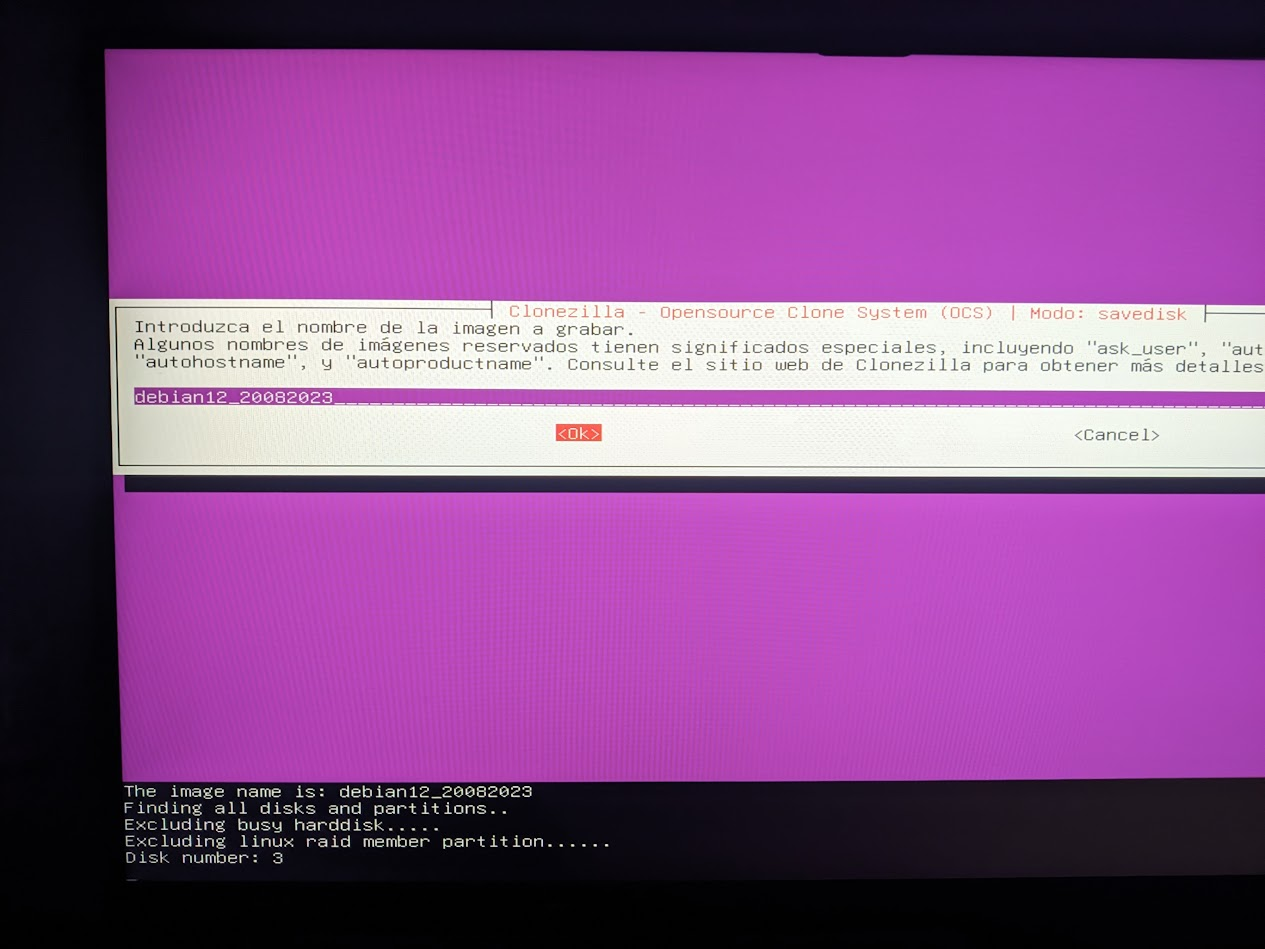 Clonezilla - Opensource Clone System (OCS) | Modo: savedisk
Introduzca el nombre de la imagen a grabar.
Algunos nombres de imágenes reservados tienen significados especiales, incluyendo "ask_user", "aut
"autohostname", y "autoproductname". Consulte el sitio web de Clonezilla para obtener más detalles
debian12_20082023
<Ok> <Cancel>
The image name is: debian12_20082023
Finding all disks and partitions..
Excluding busy harddisk.....
Excluding linux raid member partition......
Disk number: 3